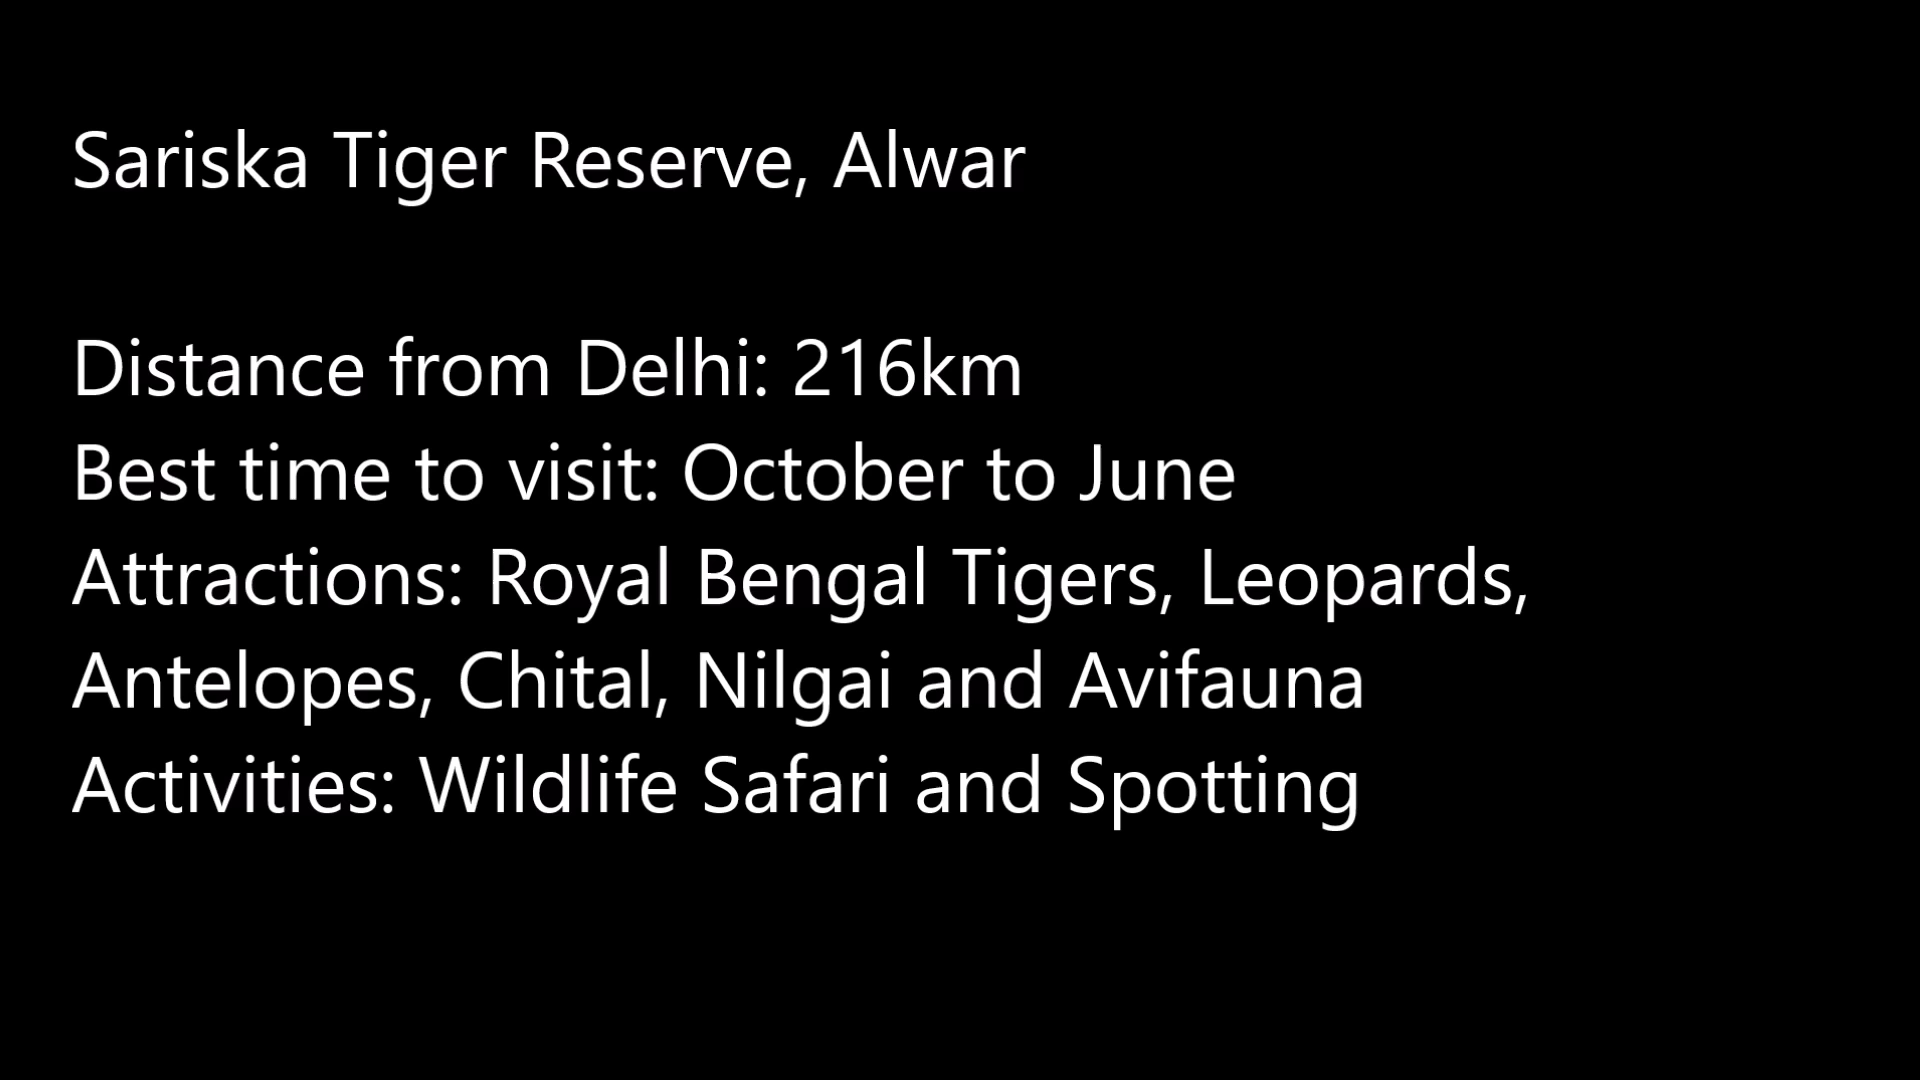 Sariska Tiger Reserve, Alwar
Distance from Delhi: 216km
Best time to visit: October to June
Attractions: Royal Bengal Tigers, Leopards,
Antelopes, Chital, Nilgai and Avifauna
Activities: Wildlife Safari and Spotting